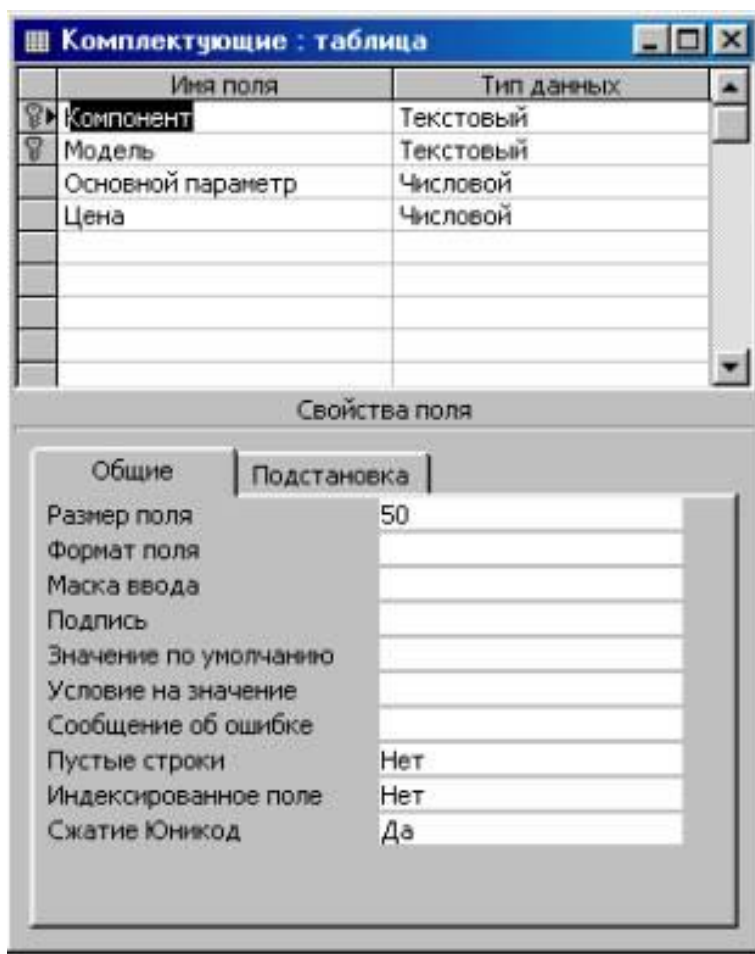 Комплектующие : таблица
Имя поля Тип данных
Компонент Текстовый
Модель Текстовый
Основной параметр Числовой
Цена Числовой
Свойства поля
Общие Подстановка
Размер поля 50
Формат поля
Маска ввода
Подпись
Значение по умолчанию
Условие на значение
Сообщение об ошибке
Пустые строки Нет
Индексированное поле Нет
Сжатие Юникод Да